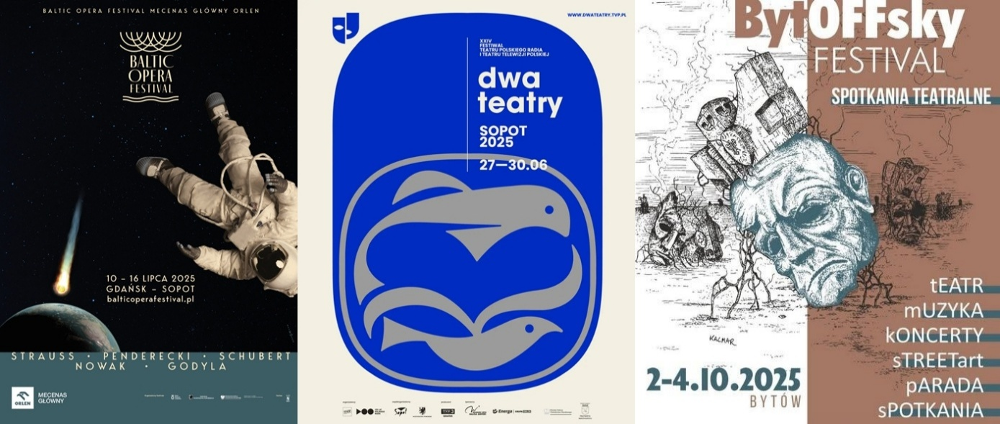 BALTIC OPERA FESTIVAL MECENAS GŁÓWNY ORLEN
BALTIC
OPERA
FESTIVAL
10 – 16 LIPCA 2025
GDAŃSK – SOPOT
balticoperafestival.pl
STRAUSS · PENDERECKI · SCHUBERT
NOWAK · GODYLA
ORLEN
MECENAS
GŁÓWNY
WWW.DWATEATRY.TVP.PL
XXIV
FESTIWAL
TEATRU POLSKIEGO RADIA
I TEATRU TELEWIZJI POLSKIEJ
dwa
teatry
SOPOT
2025
27—30.06
Sopot
Energa
BytOFFsky
FESTIVAL
SPOTKANIA TEATRALNE
KALMAR
tEATR
mUZYKA
kONCERTY
sTREETart
pARADA
sPOTKANIA
2-4.10.2025
BYTÓW